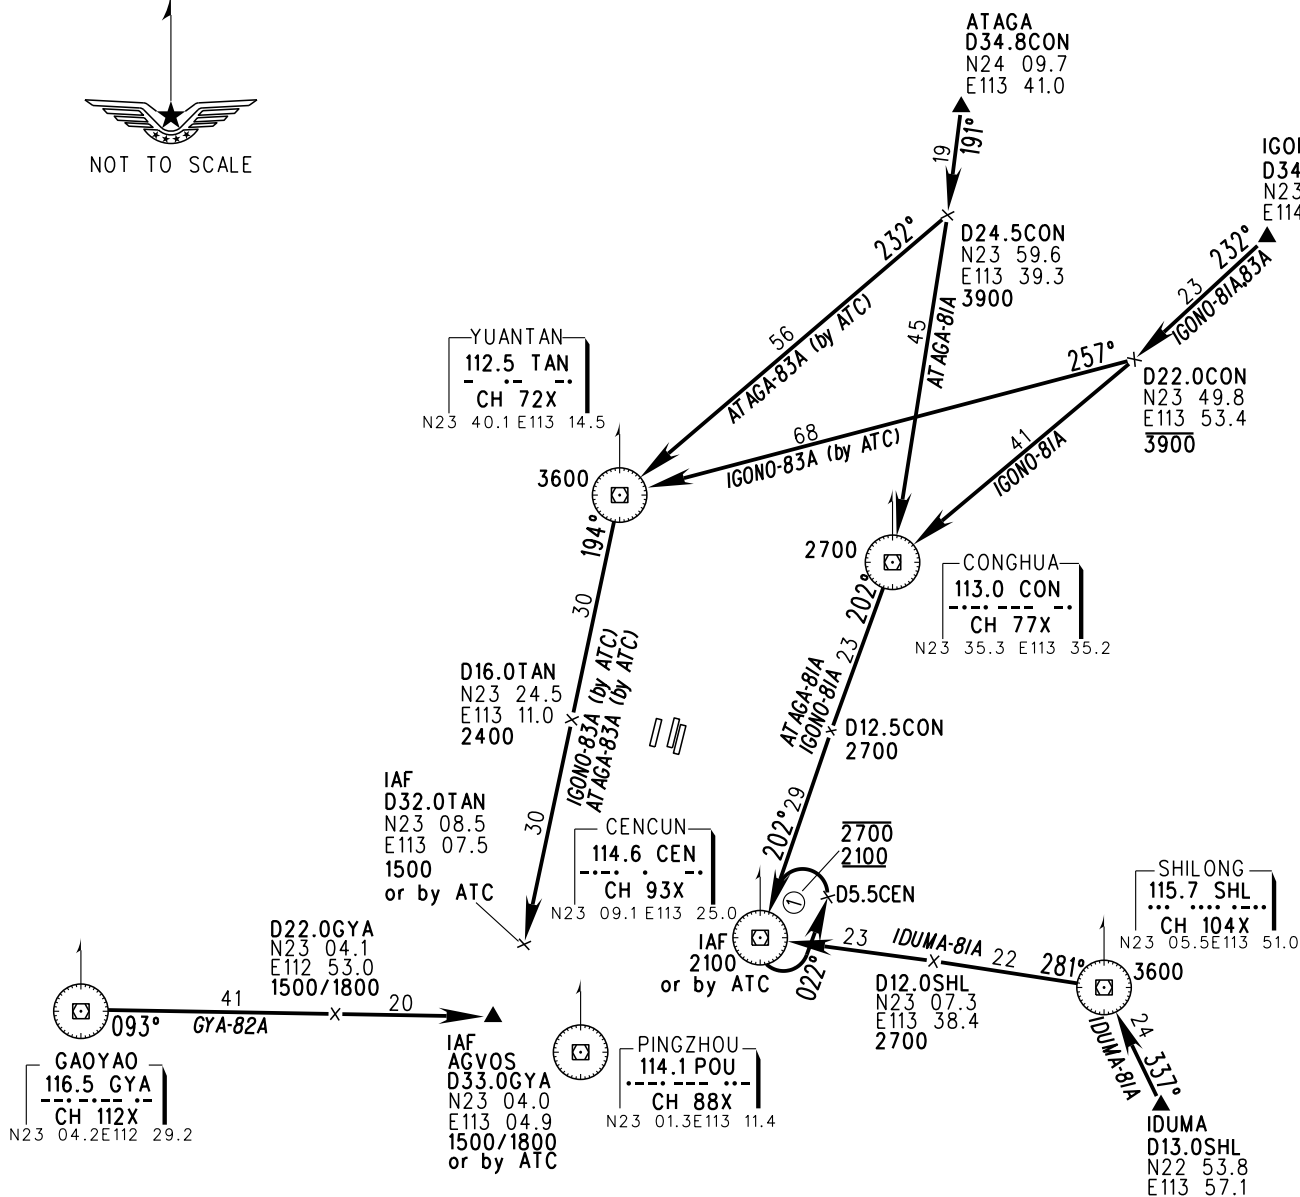 NOT TO SCALE
ATAGA
D34.8CON
N24 09.7
E113 41.0
19
191°
D34
N23
E114
232°
23
IGONO-81A,83A
232°
D24.5CON
N23 59.6
E113 39.3
3900
56
ATAGA-83A (by ATC)
45
ATAGA-81A
257°
D22.0CON
N23 49.8
E113 53.4
3900
68
IGONO-83A (by ATC)
41
IGONO-81A
YUANTAN
112.5 TAN
CH 72X
N23 40.1 E113 14.5
3600
194°
30
2700
CONGHUA
113.0 CON
CH 77X
N23 35.3 E113 35.2
202°
23
ATAGA-81A
IGONO-81A
D16.0TAN
N23 24.5
E113 11.0
2400
IGONO-83A (by ATC)
ATAGA-83A (by ATC)
30
D12.5CON
2700
29
202°
IAF
D32.0TAN
N23 08.5
E113 07.5
1500
or by ATC
CENCUN
114.6 CEN
CH 93X
N23 09.1 E113 25.0
2700
2100
1
D5.5CEN
022°
IAF
2100
or by ATC
23
IDUMA-81A
22
281°
D12.0SHL
N23 07.3
E113 38.4
2700
SHILONG
115.7 SHL
CH 104X
N23 05.5E113 51.0
3600
24
337°
IDUMA-81A
IDUMA
D13.0SHL
N22 53.8
E113 57.1
D22.0GYA
N23 04.1
E112 53.0
1500/1800
41
20
093°
GYA-82A
GAOYAO
116.5 GYA
CH 112X
N23 04.2E112 29.2
IAF
AGVOS
D33.0GYA
N23 04.0
E113 04.9
1500/1800
or by ATC
PINGZHOU
114.1 POU
CH 88X
N23 01.3E113 11.4